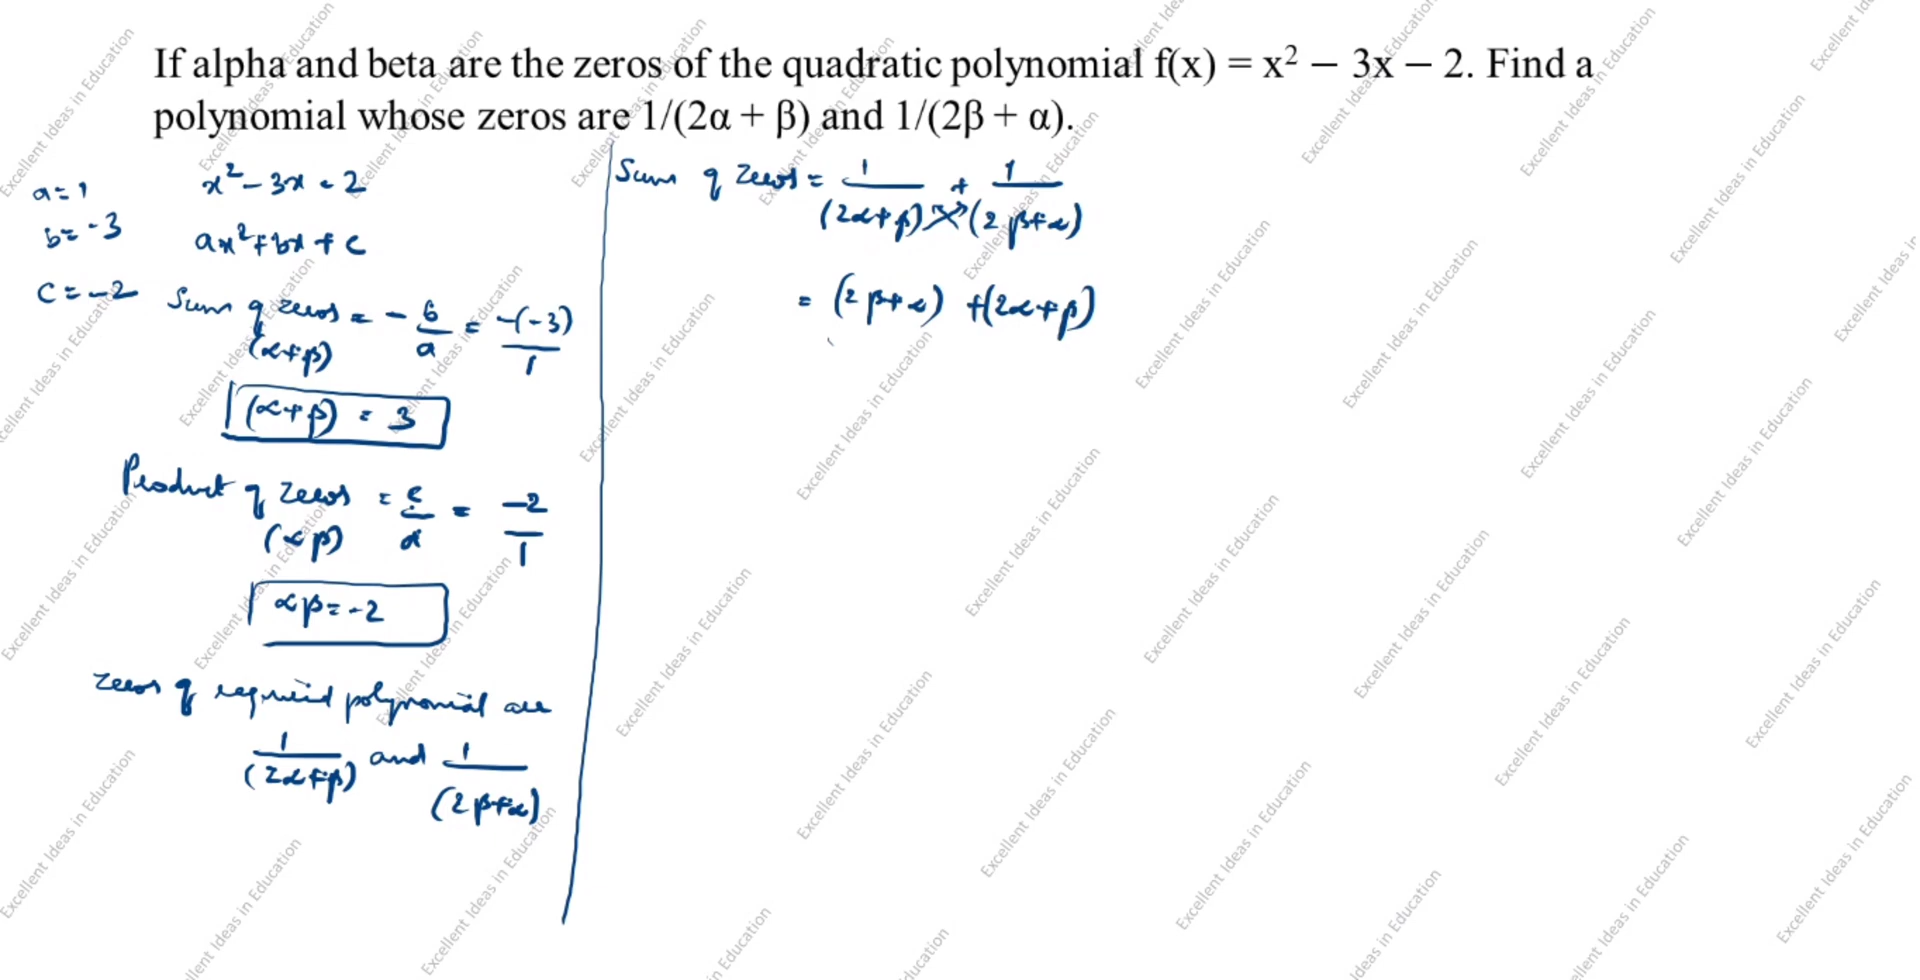 If alpha and beta are the zeros of the quadratic polynomial f(x) = x² – 3x – 2. Find a
polynomial whose zeros are 1/(2α + β) and 1/(2β + α).
a=1
b=-3
c=-2
x²-3x-2
ax²+bx+c
Sum of zeros = -b/a = -(-3)/1
(α+β)
(α+β) = 3
Product of zeros = c/a = -2/1
(αβ)
αβ=-2
zeros of required polynomial are
1/(2α+β) and 1/(2β+α)
Sum of zeros = 1/(2α+β) + 1/(2β+α)
= (2β+α) +(2α+β)
Excellent Ideas in Education